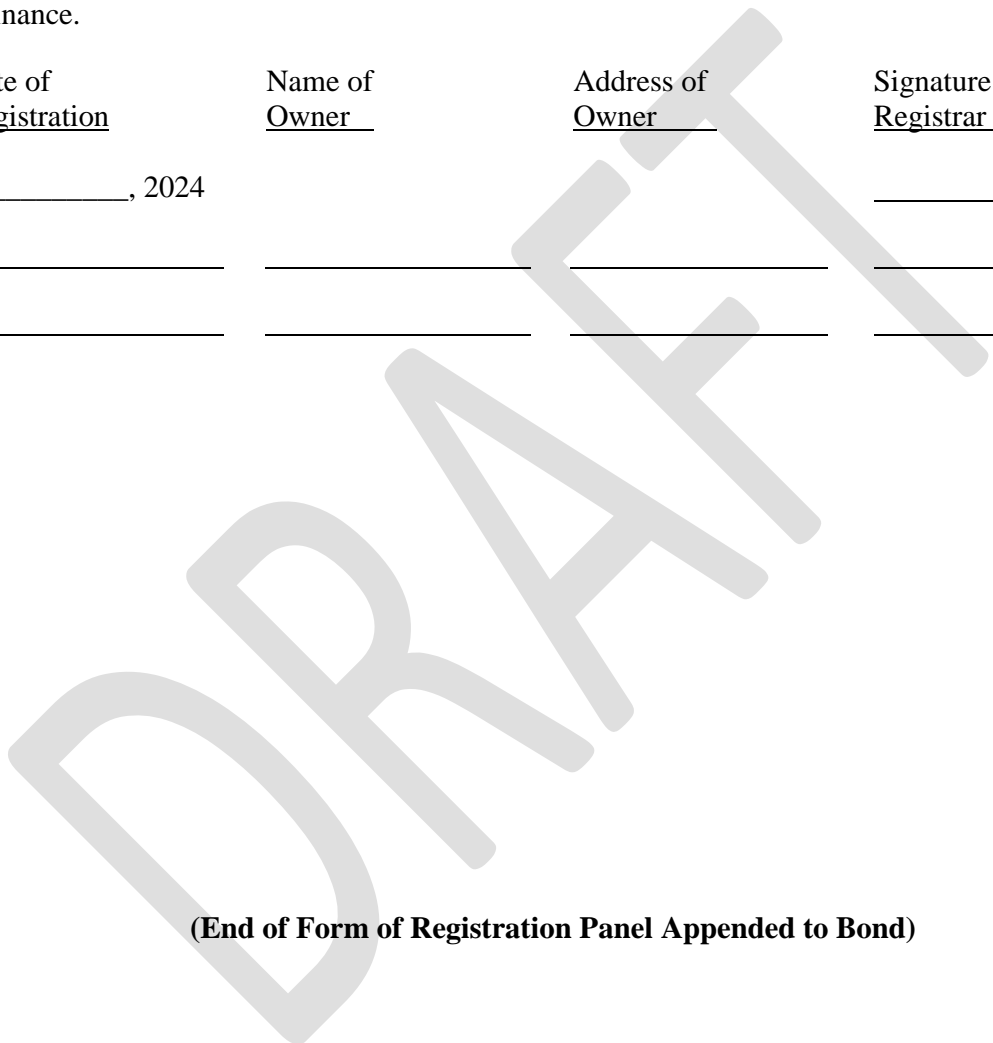 nance.
te of Name of Address of Signature
gistration Owner Owner Registrar
_________, 2024
(End of Form of Registration Panel Appended to Bond)
DRAFT